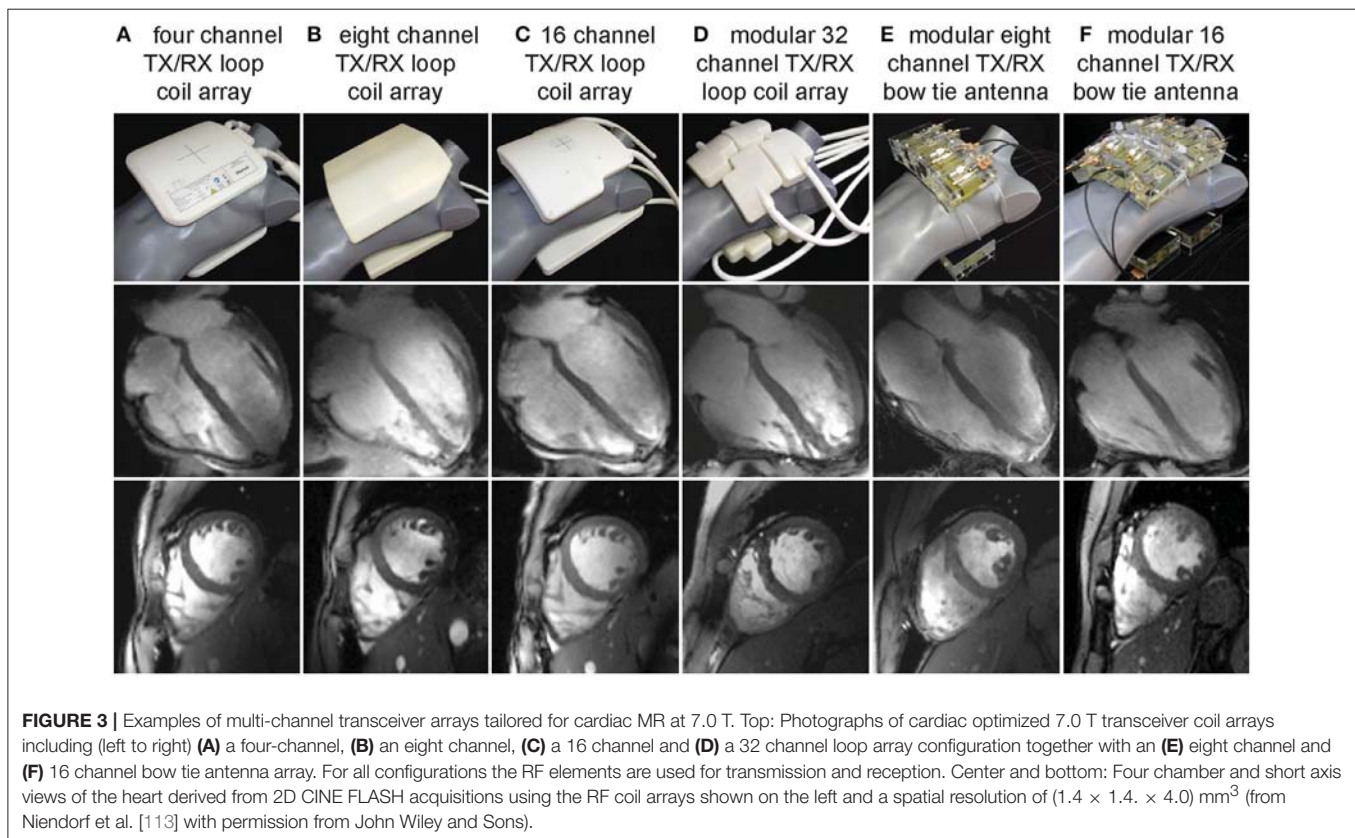 A four channel TX/RX loop coil array
B eight channel TX/RX loop coil array
C 16 channel TX/RX loop coil array
D modular 32 channel TX/RX loop coil array
E modular eight channel TX/RX bow tie antenna
F modular 16 channel TX/RX bow tie antenna
FIGURE 3 | Examples of multi-channel transceiver arrays tailored for cardiac MR at 7.0 T. Top: Photographs of cardiac optimized 7.0 T transceiver coil arrays
including (left to right) (A) a four-channel, (B) an eight channel, (C) a 16 channel and (D) a 32 channel loop array configuration together with an (E) eight channel and
(F) 16 channel bow tie antenna array. For all configurations the RF elements are used for transmission and reception. Center and bottom: Four chamber and short axis
views of the heart derived from 2D CINE FLASH acquisitions using the RF coil arrays shown on the left and a spatial resolution of (1.4 × 1.4. × 4.0) mm³ (from
Niendorf et al. [113] with permission from John Wiley and Sons).